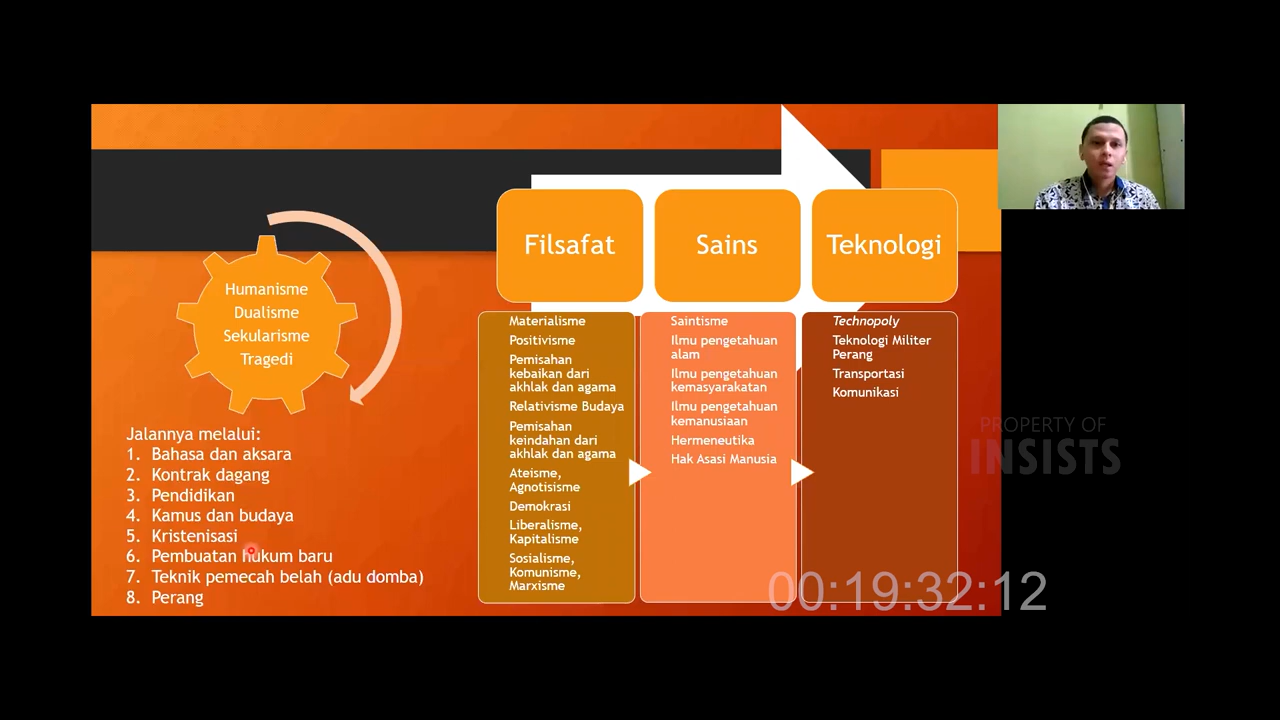 Humanisme
Dualisme
Sekularisme
Tragedi
Jalannya melalui:
1. Bahasa dan aksara
2. Kontrak dagang
3. Pendidikan
4. Kamus dan budaya
5. Kristenisasi
6. Pembuatan hukum baru
7. Teknik pemecah belah (adu domba)
8. Perang
Filsafat
Materialisme
Positivisme
Pemisahan
kebaikan dari
akhlak dan agama
Relativisme Budaya
Pemisahan
keindahan dari
akhlak dan agama
Ateisme,
Agnotisisme
Demokrasi
Liberalisme,
Kapitalisme
Sosialisme,
Komunisme,
Marxisme
Sains
Saintisme
Ilmu pengetahuan
alam
Ilmu pengetahuan
kemasyarakatan
Ilmu pengetahuan
kemanusiaan
Hermeneutika
Hak Asasi Manusia
Teknologi
Technopoly
Teknologi Militer
Perang
Transportasi
Komunikasi
PROPERTY OF
INSISTS
00:19:32:12